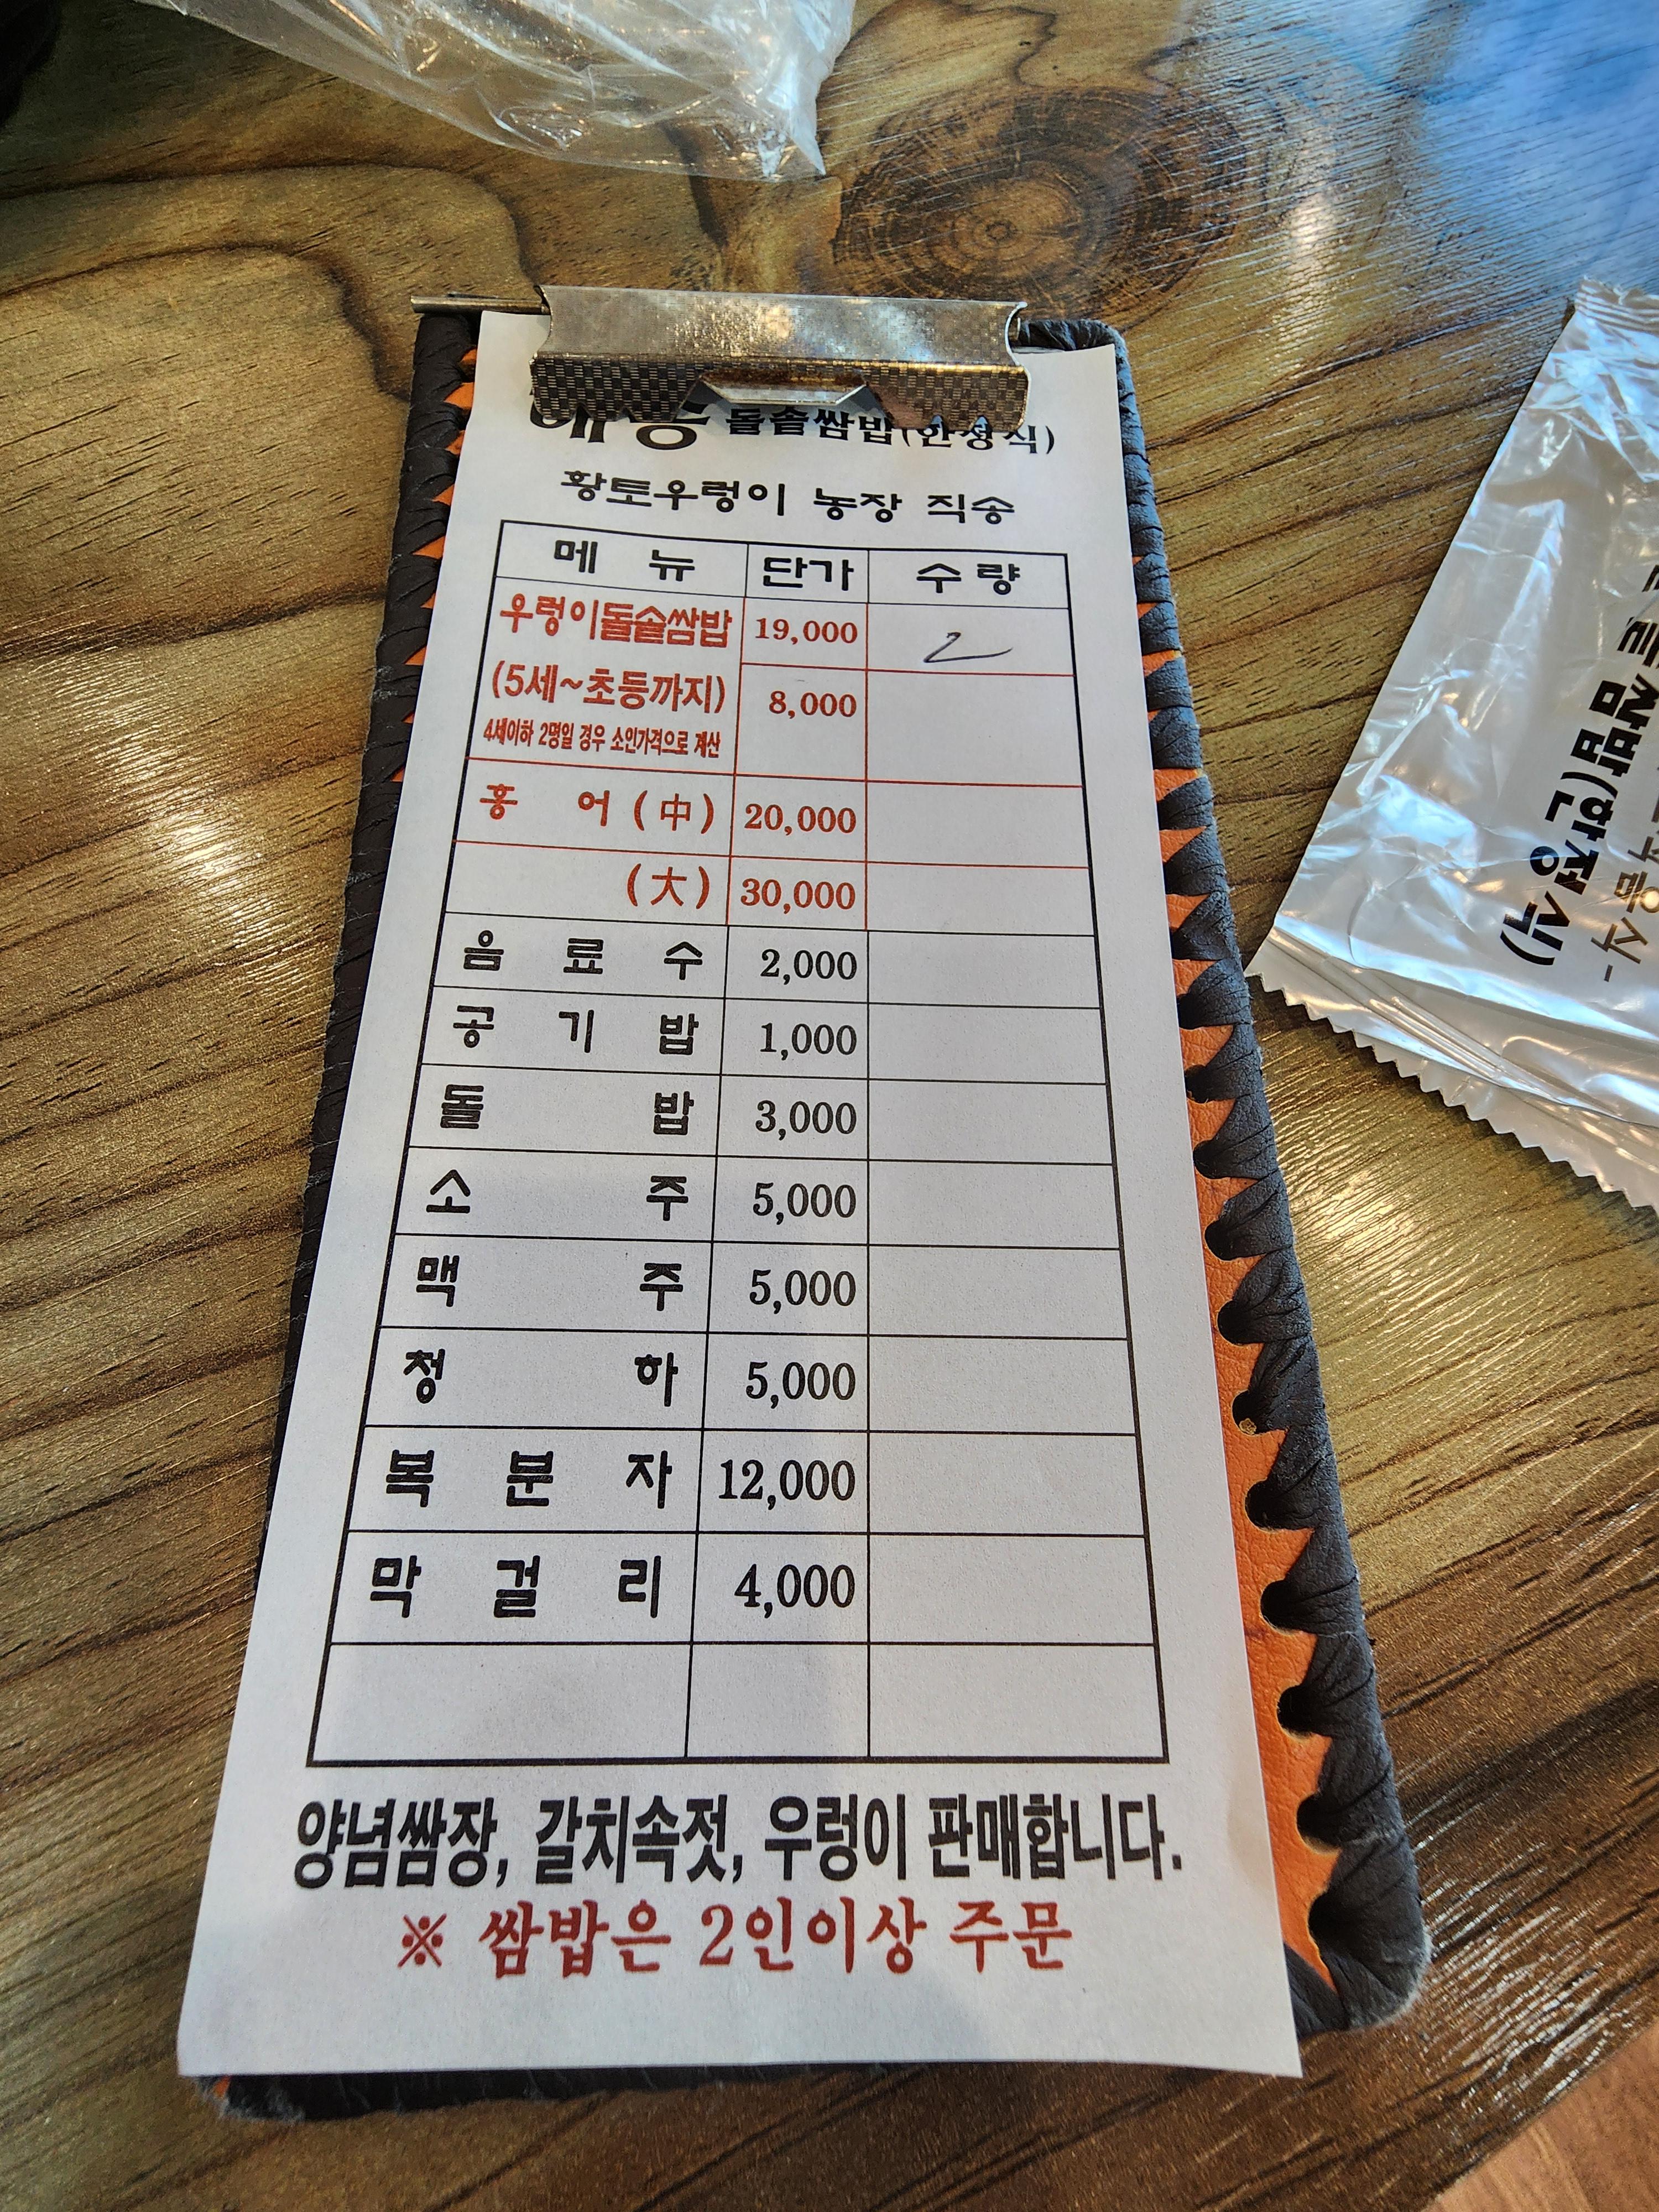 돌솥쌈밥(한정식)
황토우렁이 농장 직송
메 뉴 단가 수량
우렁이돌솥쌈밥 19,000 2
(5세~초등까지) 8,000
4세이하 2명일 경우 소인가격으로 계산
홍 어 (中) 20,000
(大) 30,000
음 료 수 2,000
공 기 밥 1,000
돌 밥 3,000
소 주 5,000
맥 주 5,000
청 하 5,000
복 분 자 12,000
막 걸 리 4,000
양념쌈장, 갈치속젓, 우렁이 판매합니다.
※ 쌈밥은 2인이상 주문
쌈밥(한정식)